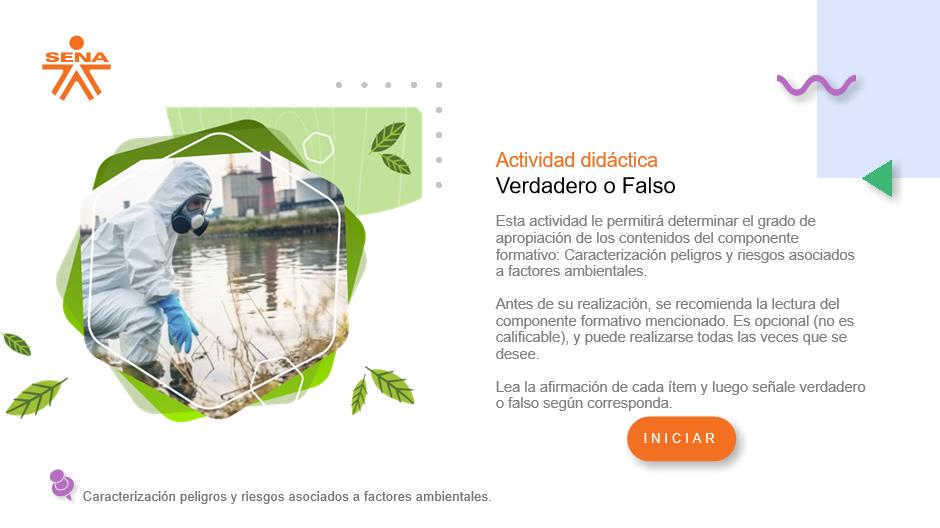 SENA
Actividad didáctica
Verdadero o Falso
Esta actividad le permitirá determinar el grado de
apropiación de los contenidos del componente
formativo: Caracterización peligros y riesgos asociados
a factores ambientales.
Antes de su realización, se recomienda la lectura del
componente formativo mencionado. Es opcional (no es
calificable), y puede realizarse todas las veces que se
desee.
Lea la afirmación de cada ítem y luego señale verdadero
o falso según corresponda.
INICIAR
Caracterización peligros y riesgos asociados a factores ambientales.